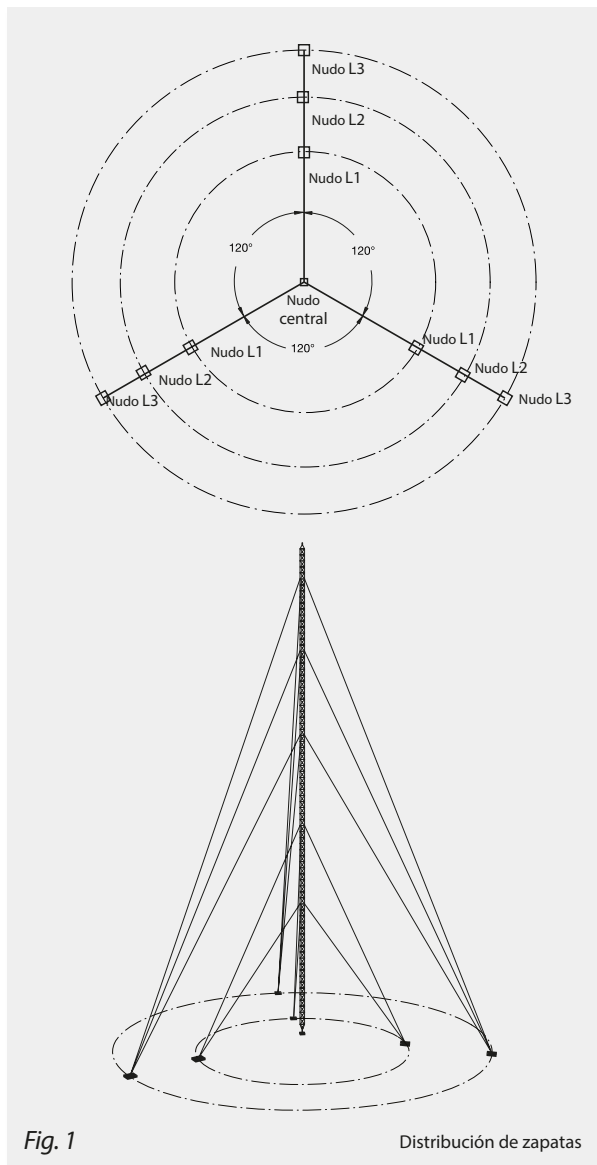 Nudo L3
Nudo L2
Nudo L1
120°
120°
Nudo
central
120°
Nudo L1
Nudo L1
Nudo L2
Nudo L2
Nudo L3
Nudo L3
Fig. 1
Distribución de zapatas